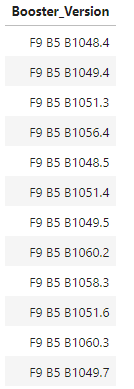 Booster_Version
F9 B5 B1048.4
F9 B5 B1049.4
F9 B5 B1051.3
F9 B5 B1056.4
F9 B5 B1048.5
F9 B5 B1051.4
F9 B5 B1049.5
F9 B5 B1060.2
F9 B5 B1058.3
F9 B5 B1051.6
F9 B5 B1060.3
F9 B5 B1049.7